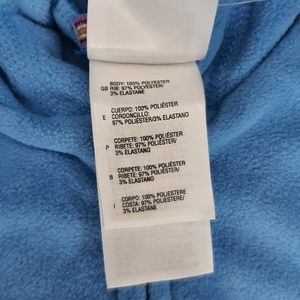 BODY: 100% POLYESTER
GB RIB: 97% POLYESTER/
3% ELASTANE
CUERPO: 100% POLIÉSTER
E CORDONCILLO:
97% POLIÉSTER/3% ELASTANO
CORPETE: 100% POLIÉSTER
P RIBETE: 97% POLIÉSTER/
3% ELASTANO
CORPETE: 100% POLIÉSTER
B RIBETE: 97% POLIÉSTER/
3% ELASTANO
CORPO: 100% POLIESTERE
I COSTA: 97% POLIESTERE/
3% ELASTANE